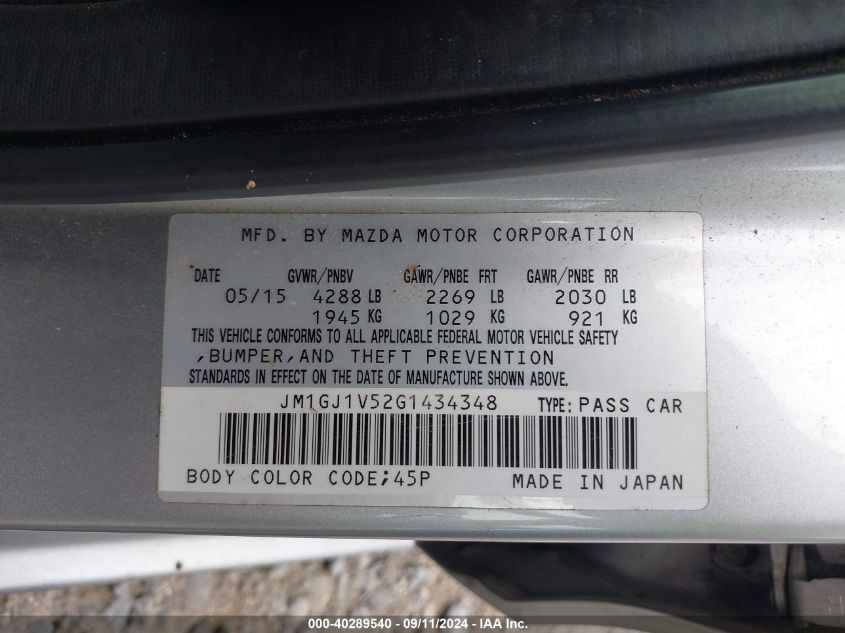 MFD. BY MAZDA MOTOR CORPORATION
DATE GVWR/PNBV GAWR/PNBE FRT GAWR/PNBE RR
05/15 4288 LB 2269 LB 2030 LB
1945 KG 1029 KG 921 KG
THIS VEHICLE CONFORMS TO ALL APPLICABLE FEDERAL MOTOR VEHICLE SAFETY
,BUMPER,AND THEFT PREVENTION
STANDARDS IN EFFECT ON THE DATE OF MANUFACTURE SHOWN ABOVE.
JM1GJ1V52G1434348 TYPE: PASS CAR
BODY COLOR CODE;45P MADE IN JAPAN
000-40289540 - 09/11/2024 - IAA Inc.